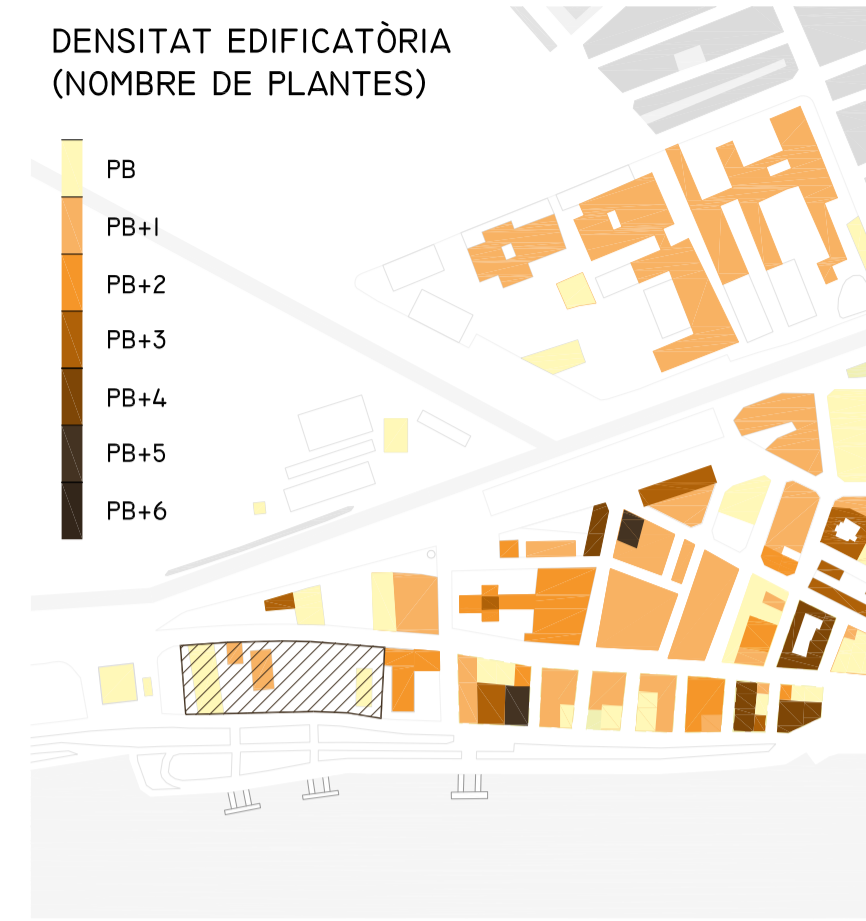 DENSITAT EDIFICATÒRIA
(NOMBRE DE PLANTES)
PB
PB+1
PB+2
PB+3
PB+4
PB+5
PB+6